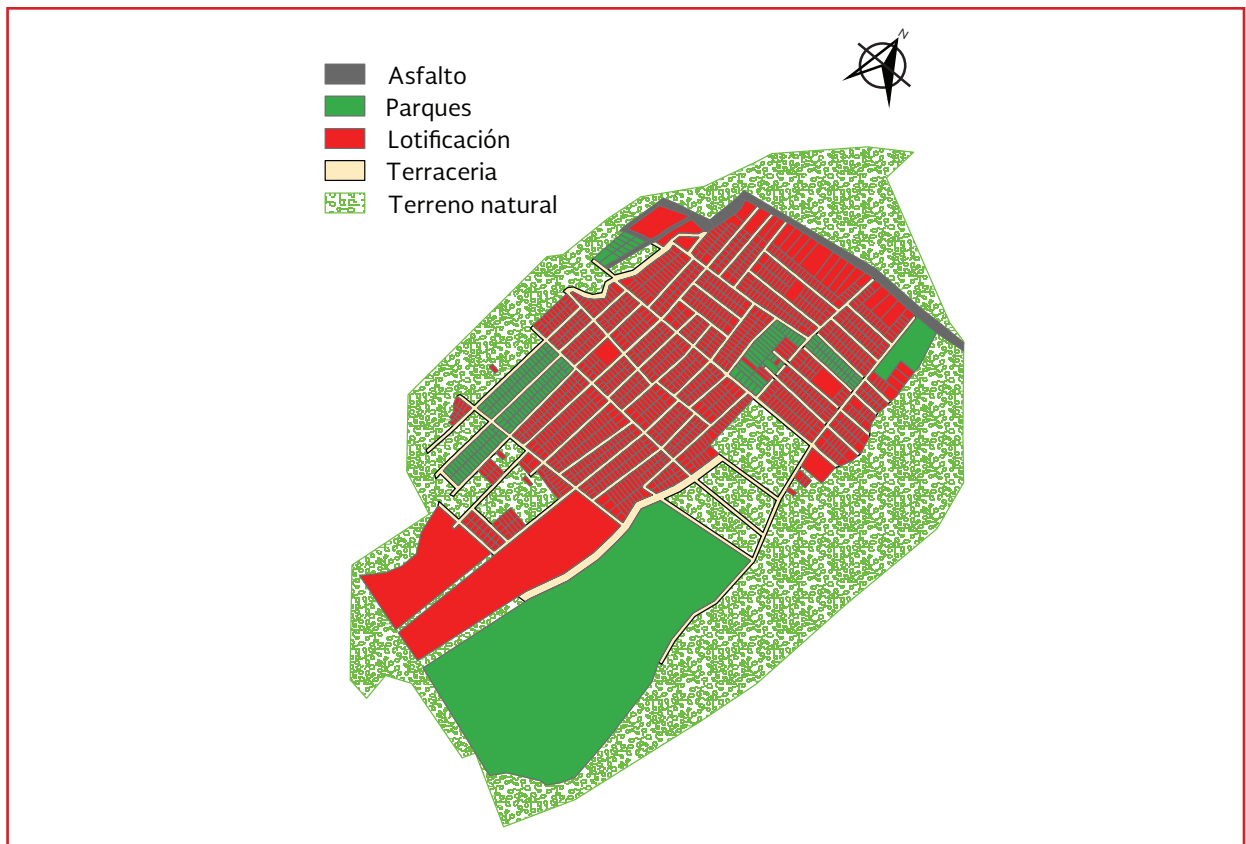 N
Asfalto
Parques
Lotificación
Terraceria
Terreno natural